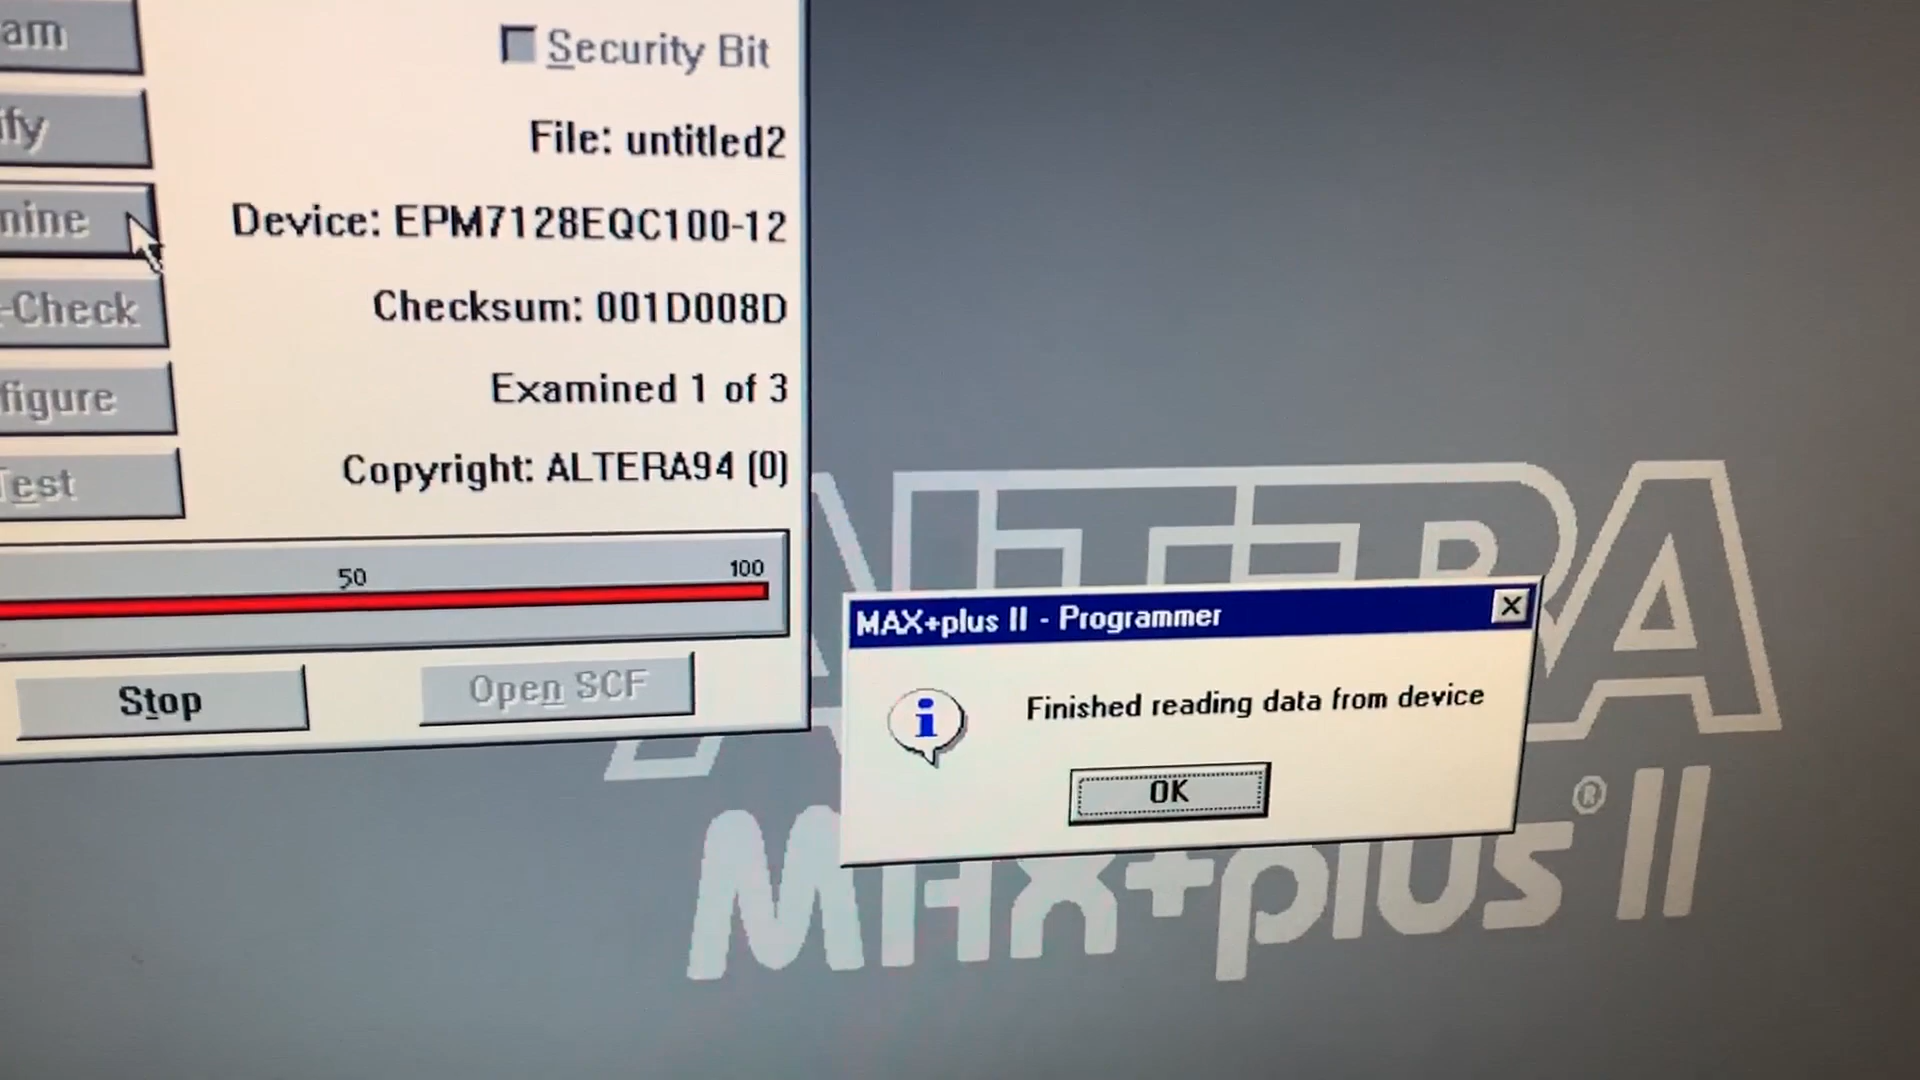 am
Security Bit
ify
File: untitled2
mine
Device: EPM7128EQC100-12
-Check
Checksum: 001D008D
figure
Examined 1 of 3
Test
Copyright: ALTERA94 (0)
50
100
Stop
Open SCF
MAX+plus II - Programmer
Finished reading data from device
OK
ALTERA
MAX+plus® II